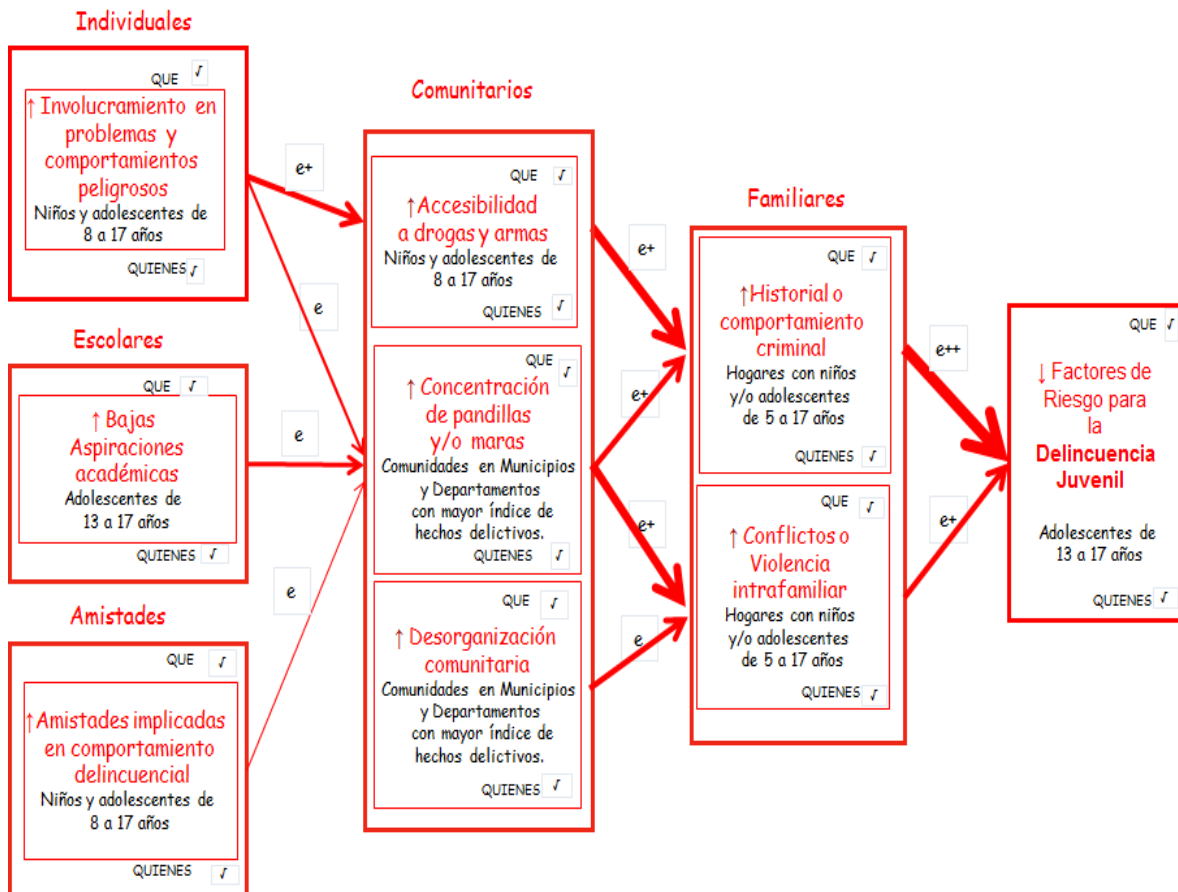 Individuales
QUE √
↑ Involucramiento en
problemas y
comportamientos
peligrosos
Niños y adolescentes de
8 a 17 años
QUIENES √
Escolares
QUE √
↑ Bajas
Aspiraciones
académicas
Adolescentes de
13 a 17 años
QUIENES √
Amistades
QUE √
↑Amistades implicadas
en comportamiento
delincuencial
Niños y adolescentes de
8 a 17 años
QUIENES √
e+
e
e
e
Comunitarios
QUE √
↑Accesibilidad
a drogas y armas
Niños y adolescentes de
8 a 17 años
QUIENES √
QUE √
↑ Concentración
de pandillas
y/o maras
Comunidades en Municipios
y Departamentos
con mayor índice de
hechos delictivos.
QUIENES √
QUE √
↑ Desorganización
comunitaria
Comunidades en Municipios
y Departamentos
con mayor índice de
hechos delictivos.
QUIENES √
e+
e+
e+
e
Familiares
QUE √
↑Historial o
comportamiento
criminal
Hogares con niños
y/o adolescentes
de 5 a 17 años
QUIENES √
QUE √
↑ Conflictos o
Violencia
intrafamiliar
Hogares con niños
y/o adolescentes
de 5 a 17 años
QUIENES √
e++
e+
QUE √
↓ Factores de
Riesgo para
la
Delincuencia
Juvenil
Adolescentes de
13 a 17 años
QUIENES √